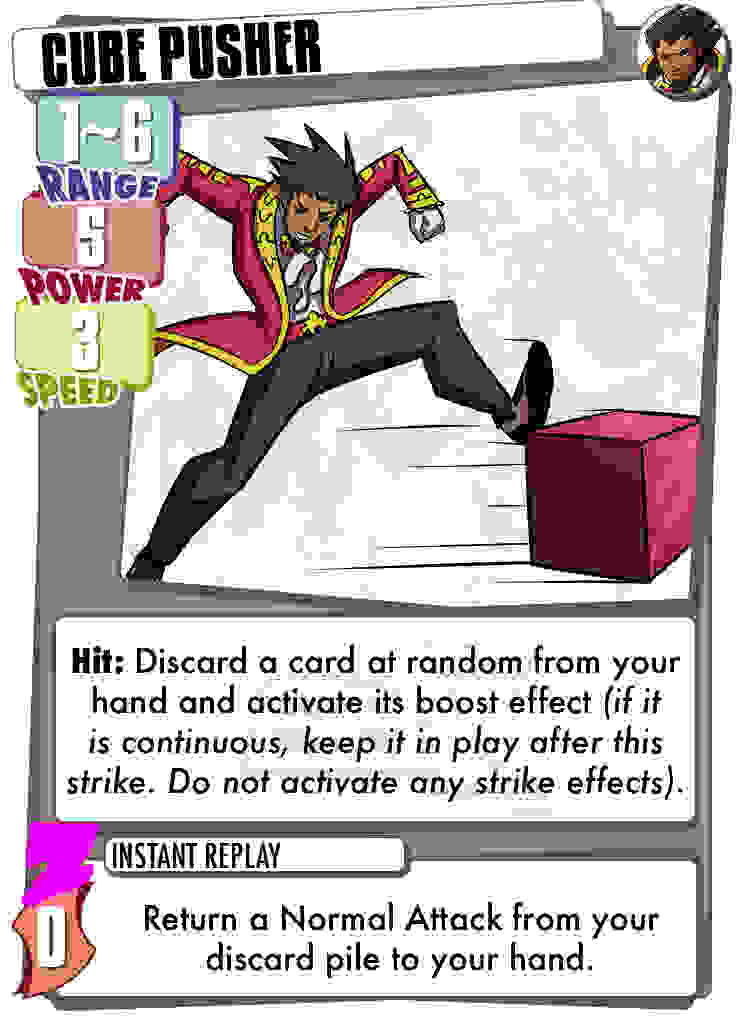 CUBE PUSHER
1~6
RANGE
5
POWER
3
SPEED
Hit: Discard a card at random from your
hand and activate its boost effect (if it
is continuous, keep it in play after this
strike. Do not activate any strike effects).
INSTANT REPLAY
0
Return a Normal Attack from your
discard pile to your hand.